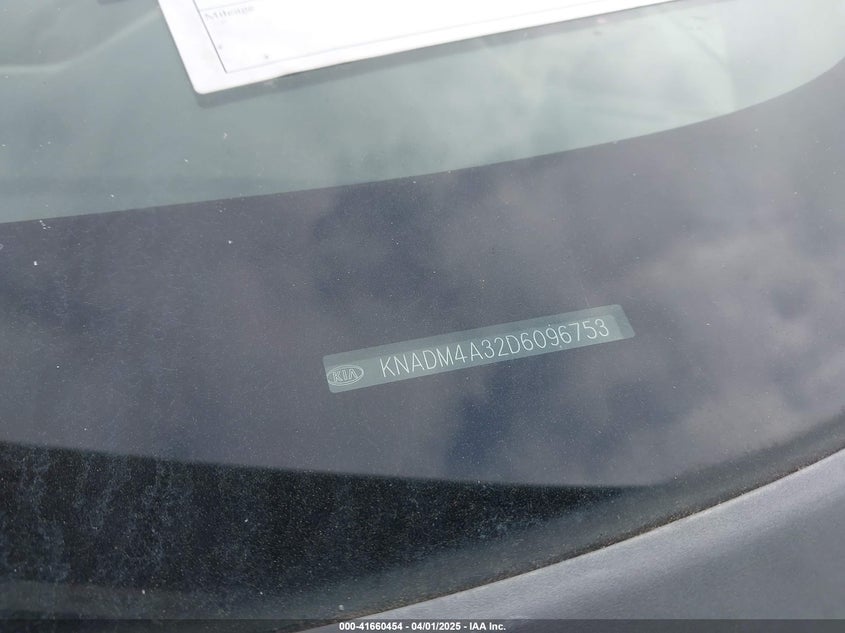 Mileage
KIA KNADM4A32D6096753
000-41660454 - 04/01/2025 - IAA Inc.